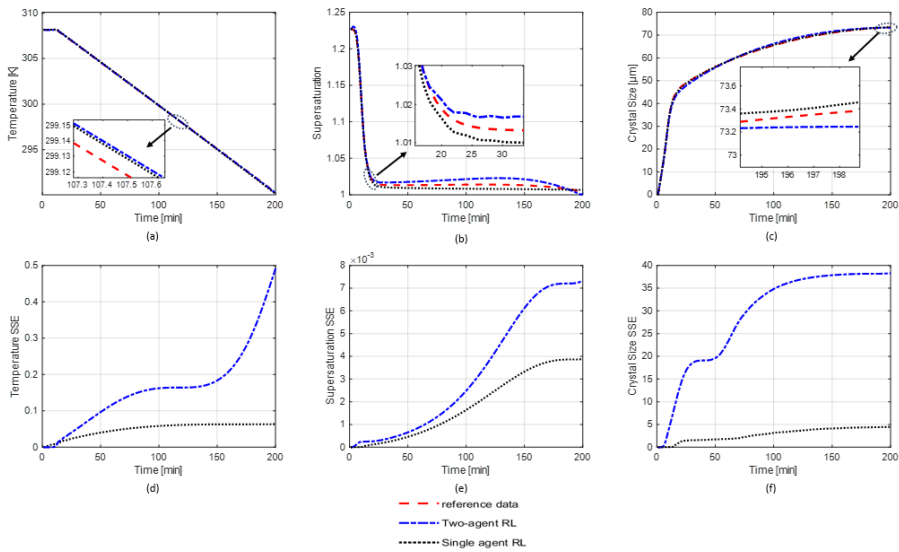 310
305
300
295
Temperature [K]
299.15
299.14
299.13
299.12
107.3 107.4 107.5 107.6
0 50 100 150 200
Time [min]
(a)
1.25
1.2
1.15
1.1
1.05
1
Supersaturation
1.03
1.02
1.01
20 25 30
0 50 100 150 200
Time [min]
(b)
80
70
60
50
40
30
20
10
0
Crystal Size [µm]
73.6
73.4
73.2
73
195 196 197 198
0 50 100 150 200
Time [min]
(c)
0.5
0.4
0.3
0.2
0.1
0
Temperature SSE
0 50 100 150 200
Time [min]
(d)
×10-3
8
7
6
5
4
3
2
1
0
Supersaturation SSE
0 50 100 150 200
Time [min]
(e)
40
35
30
25
20
15
10
5
0
Crystal Size SSE
0 50 100 150 200
Time [min]
(f)
reference data
Two-agent RL
Single agent RL